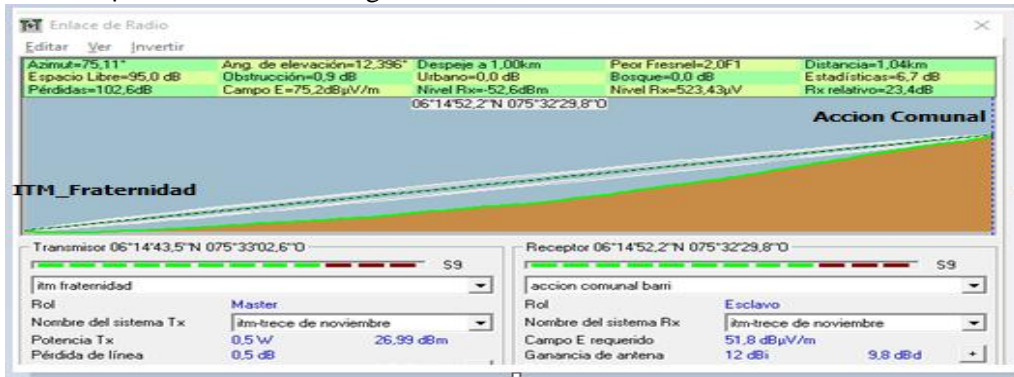 Enlace de Radio
Editar Ver Invertir
Azimut=75,11° Ang. de elevación=12,396° Despeje a 1,00km Peor Fresnel=2,0F1 Distancia=1,04km
Espacio Libre=95,0 dB Obstrucción=0,9 dB Urbano=0,0 dB Bosque=0,0 dB Estadísticas=6,7 dB
Pérdidas=102,6dB Campo E=75,2dBµV/m Nivel Rx=-52,6dBm Nivel Rx=523,43µV Rx relativo=23,4dB
06°14'52,2"N 075°32'29,8"O
Accion Comunal
ITM_Fraternidad
Transmisor 06°14'43,5"N 075°33'02,6"O
S9
itm fraternidad
Rol Master
Nombre del sistema Tx itm-trece de noviembre
Potencia Tx 0,5 W 26,99 dBm
Pérdida de línea 0,5 dB
Receptor 06°14'52,2"N 075°32'29,8"O
S9
accion comunal barri
Rol Esclavo
Nombre del sistema Rx itm-trece de noviembre
Campo E requerido 51,8 dBµV/m
Ganancia de antena 12 dBi 9,8 dBd +